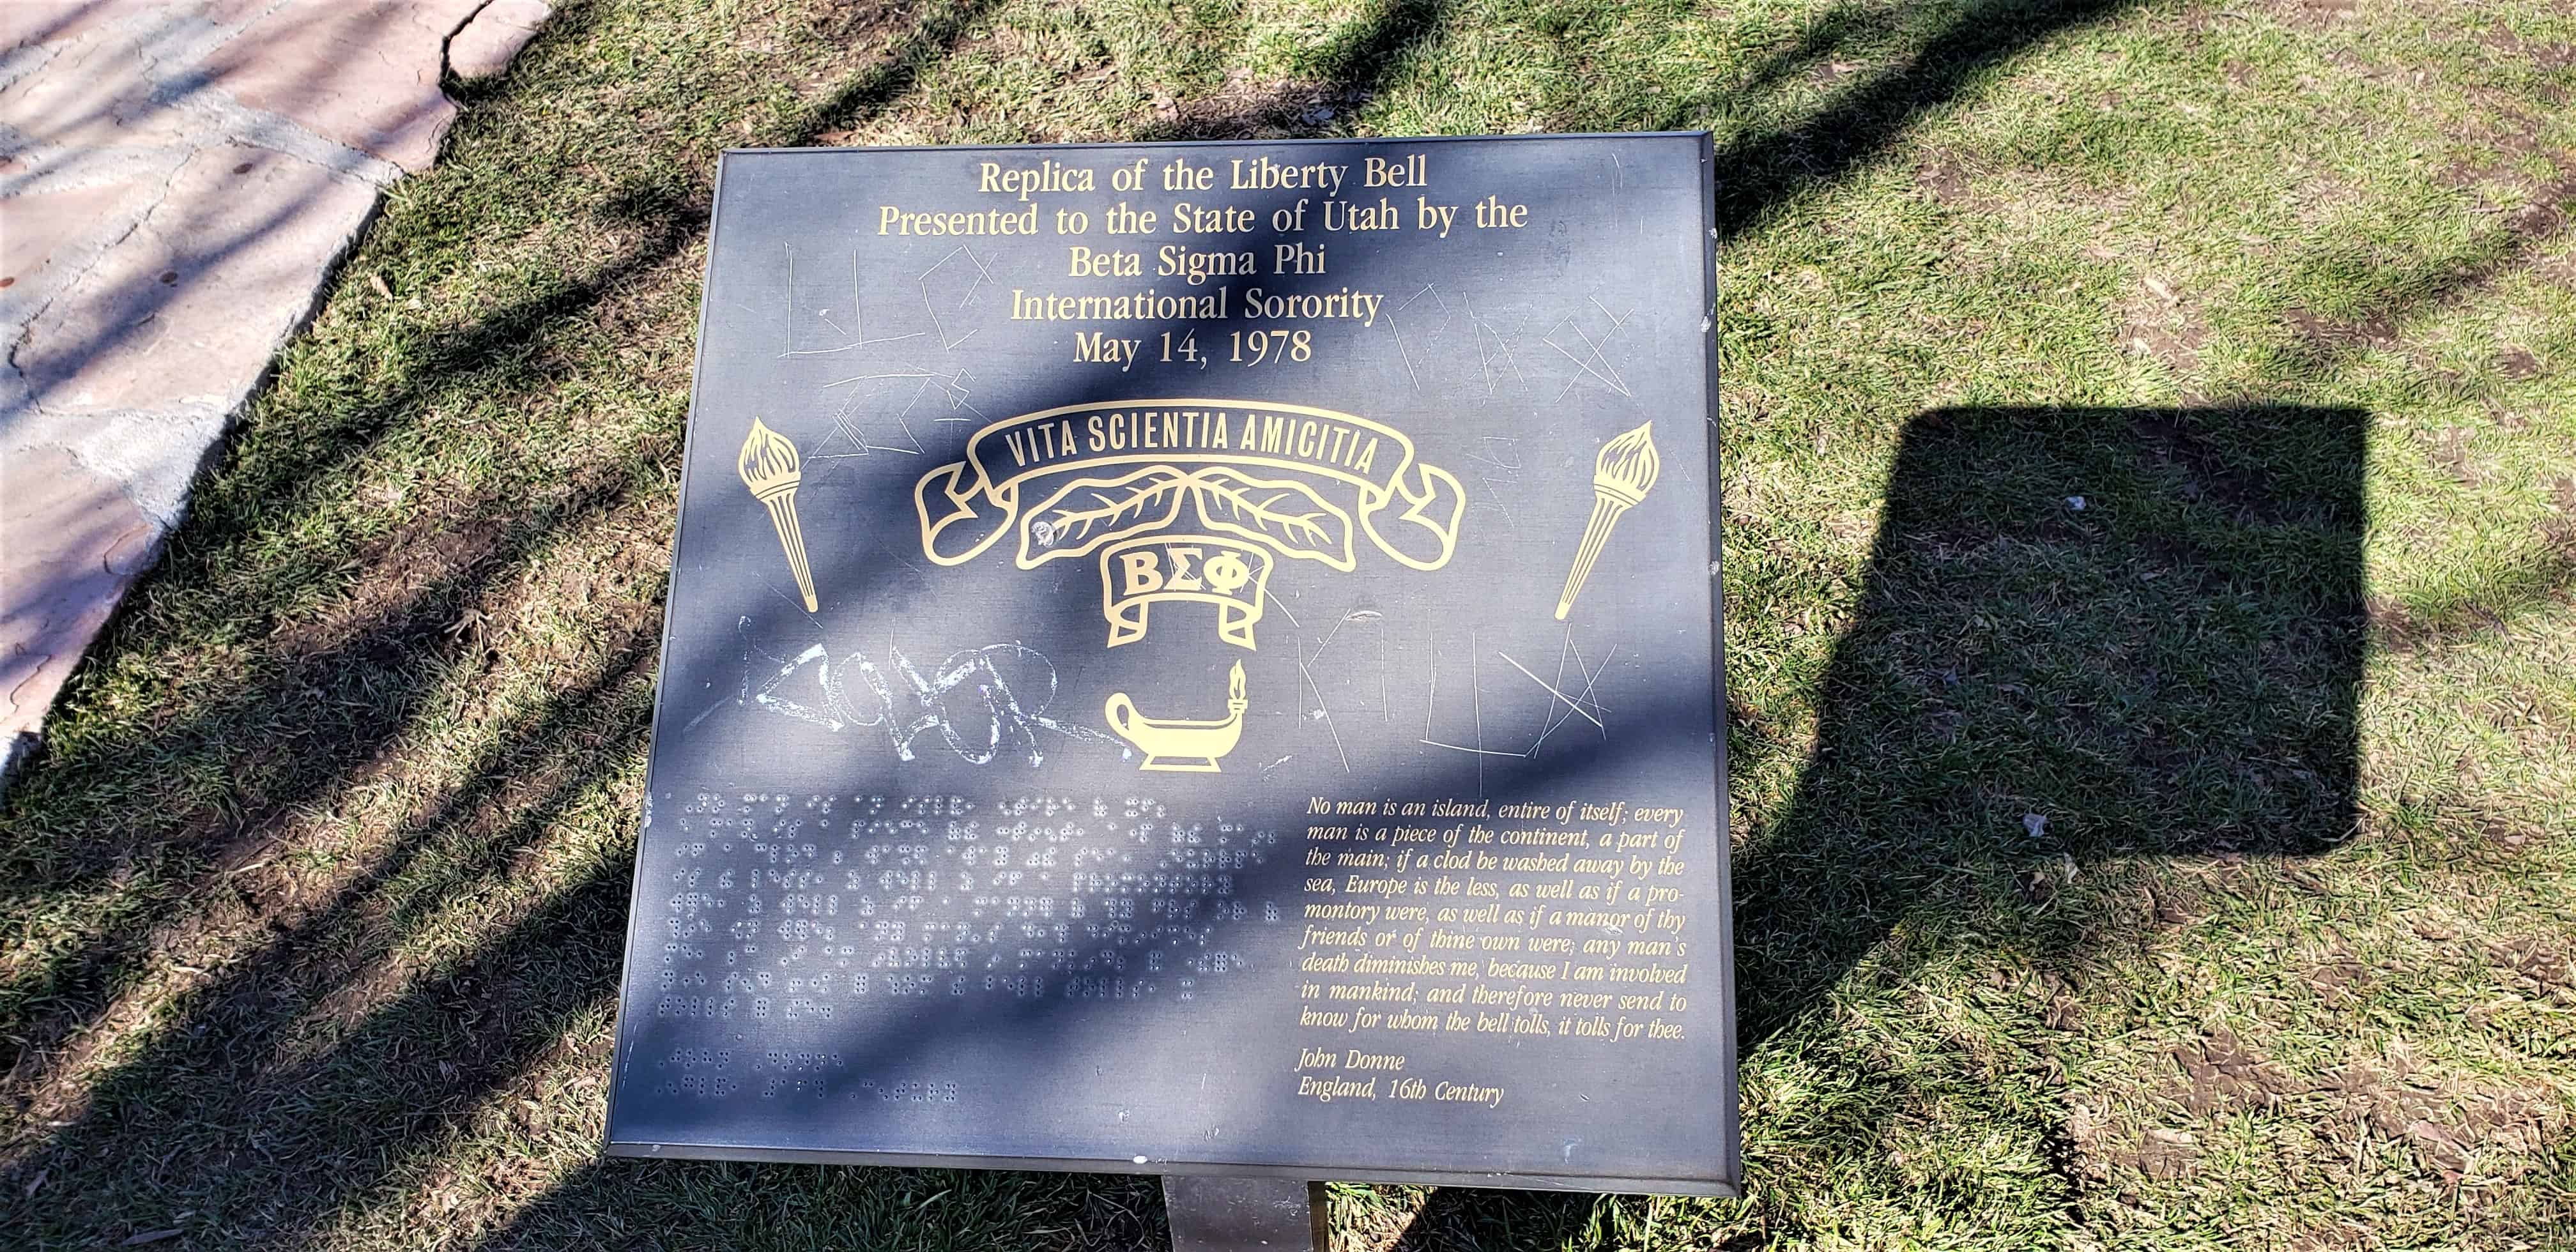 Replica of the Liberty Bell
Presented to the State of Utah by the
Beta Sigma Phi
International Sorority
May 14, 1978
VITA SCIENTIA AMICITIA
ΒΣΦ
KILLA
No man is an island, entire of itself; every
man is a piece of the continent, a part of
the main; if a clod be washed away by the
sea, Europe is the less, as well as if a pro-
montory were, as well as if a manor of thy
friends or of thine own were; any man's
death diminishes me, because I am involved
in mankind; and therefore never send to
know for whom the bell tolls, it tolls for thee.
John Donne
England, 16th Century